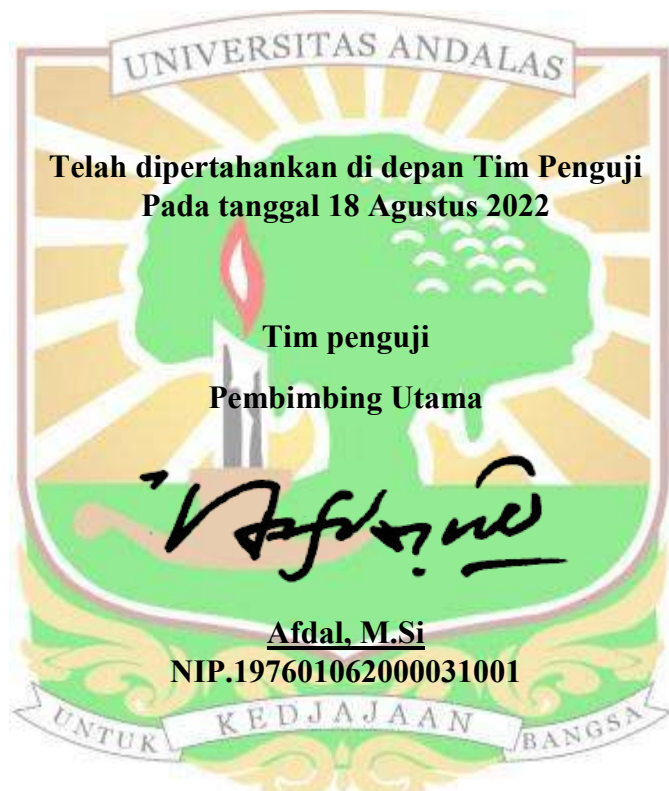 UNIVERSITAS ANDALAS
Telah dipertahankan di depan Tim Penguji
Pada tanggal 18 Agustus 2022
Tim penguji
Pembimbing Utama
Afdal, M.Si
NIP.197601062000031001
UNTUK KEDJAJAAN BANGSA